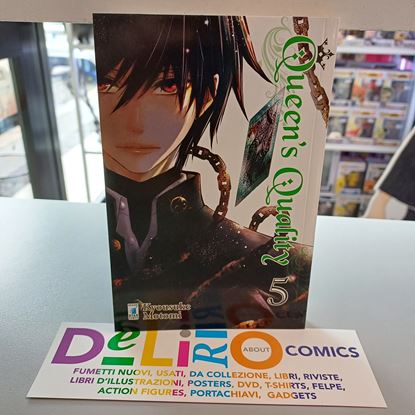 Queen's Quality
5
Kyousuke
Motomi
DeLiRiO ABOUT COMICS
FUMETTI NUOVI, USATI, DA COLLEZIONE, LIBRI, RIVISTE,
LIBRI D'ILLUSTRAZIONI, POSTERS, DVD, T-SHIRTS, FELPE,
ACTION FIGURES, PORTACHIAVI, GADGETS